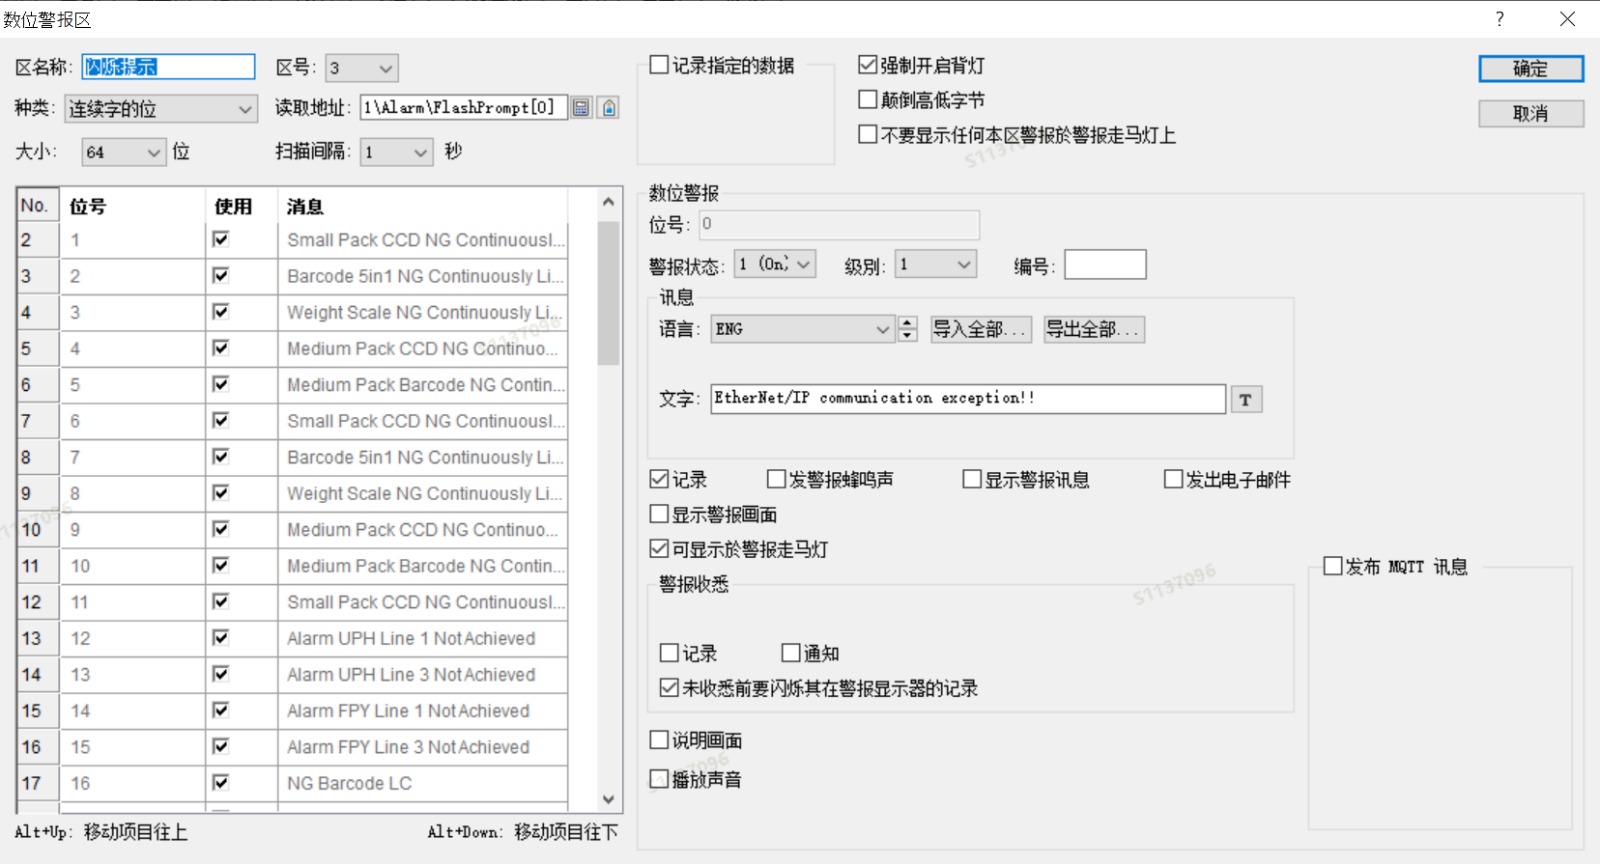 数位警报区
区名称: 闪烁提示 区号: 3
种类: 连续字的位 读取地址: 1\Alarm\FlashPrompt[0]
大小: 64 位 扫描间隔: 1 秒
记录指定的数据
强制开启背灯
颠倒高低字节
不要显示任何本区警报於警报走马灯上
确定
取消
No. 位号 使用 消息
2 1 Small Pack CCD NG Continuousl...
3 2 Barcode 5in1 NG Continuously Li...
4 3 Weight Scale NG Continuously Li...
5 4 Medium Pack CCD NG Continuo...
6 5 Medium Pack Barcode NG Contin...
7 6 Small Pack CCD NG Continuousl...
8 7 Barcode 5in1 NG Continuously Li...
9 8 Weight Scale NG Continuously Li...
10 9 Medium Pack CCD NG Continuo...
11 10 Medium Pack Barcode NG Contin...
12 11 Small Pack CCD NG Continuousl...
13 12 Alarm UPH Line 1 Not Achieved
14 13 Alarm UPH Line 3 Not Achieved
15 14 Alarm FPY Line 1 Not Achieved
16 15 Alarm FPY Line 3 Not Achieved
17 16 NG Barcode LC
Alt+Up: 移动项目往上 Alt+Down: 移动项目往下
数位警报
位号: 0
警报状态: 1 (On) 级别: 1 编号:
讯息
语言: ENG 导入全部... 导出全部...
文字: EtherNet/IP communication exception!! T
记录 发警报蜂鸣声 显示警报讯息 发出电子邮件
显示警报画面
可显示於警报走马灯
警报收悉
记录 通知
未收悉前要闪烁其在警报显示器的记录
说明画面
播放声音
发布 MQTT 讯息
S1137096
S1137096
S1137096
S1137096
S1137096